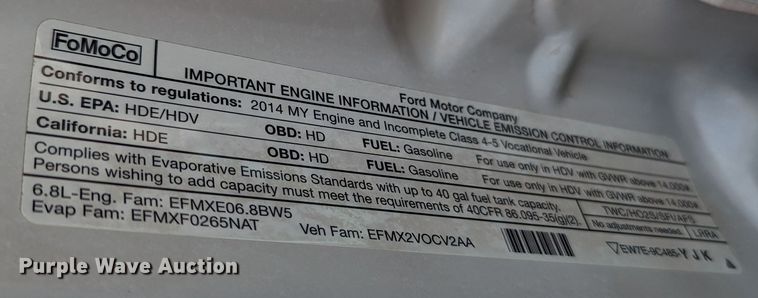 FoMoCo
Ford Motor Company
IMPORTANT ENGINE INFORMATION / VEHICLE EMISSION CONTROL INFORMATION
Conforms to regulations: 2014 MY Engine and Incomplete Class 4-5 Vocational Vehicle
U.S. EPA: HDE/HDV OBD: HD FUEL: Gasoline For use only in HDV with GVWR above 14,000#
California: HDE OBD: HD FUEL: Gasoline For use only in HDV with GVWR above 14,000#
Complies with Evaporative Emissions Standards with up to 40 gal fuel tank capacity.
Persons wishing to add capacity must meet the requirements of 40CFR 86.095-35(g)(2).
6.8L-Eng. Fam: EFMXE06.8BW5 TWC/HO2S/SFI/AFS
Evap Fam: EFMXF0265NAT Veh Fam: EFMX2VOCV2AA No adjustments needed. LRRA
EW7E-9C485- Y J K
Purple Wave Auction